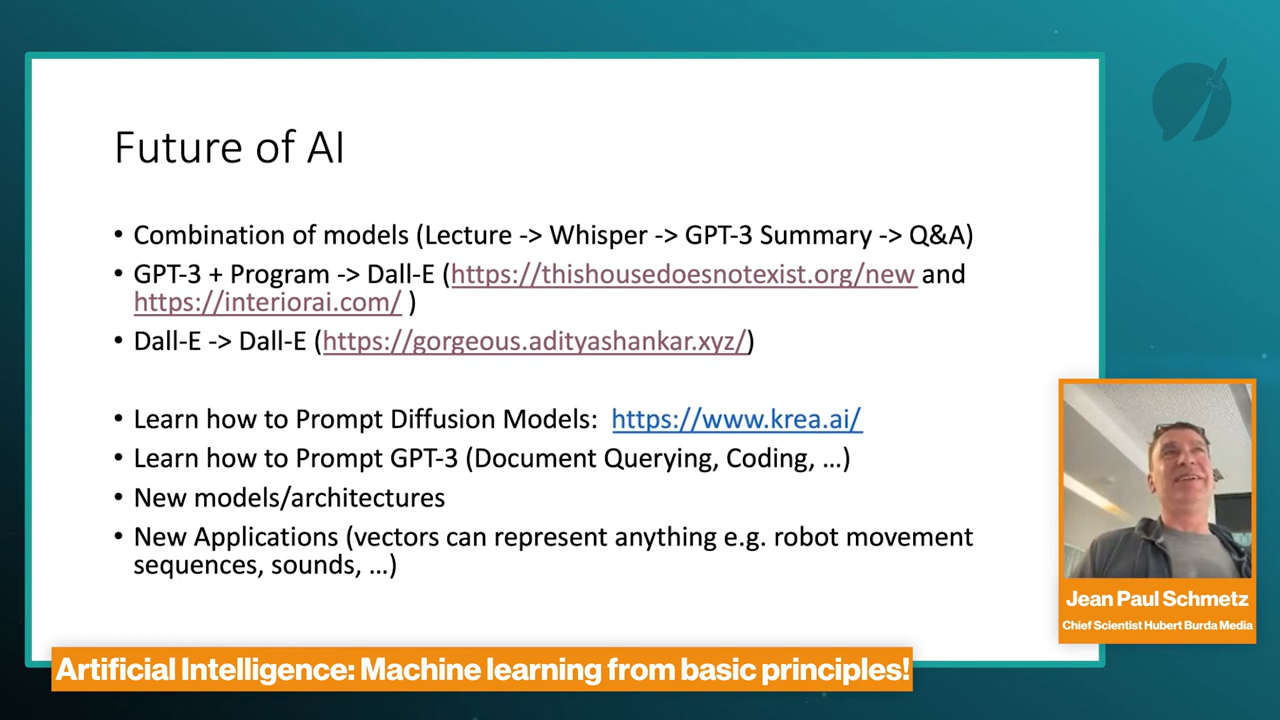 Future of AI
• Combination of models (Lecture -> Whisper -> GPT-3 Summary -> Q&A)
• GPT-3 + Program -> Dall-E (https://thishousedoesnotexist.org/new and
https://interiorai.com/ )
• Dall-E -> Dall-E (https://gorgeous.adityashankar.xyz/)
• Learn how to Prompt Diffusion Models: https://www.krea.ai/
• Learn how to Prompt GPT-3 (Document Querying, Coding, …)
• New models/architectures
• New Applications (vectors can represent anything e.g. robot movement
sequences, sounds, …)
Jean Paul Schmetz
Chief Scientist Hubert Burda Media
Artificial Intelligence: Machine learning from basic principles!